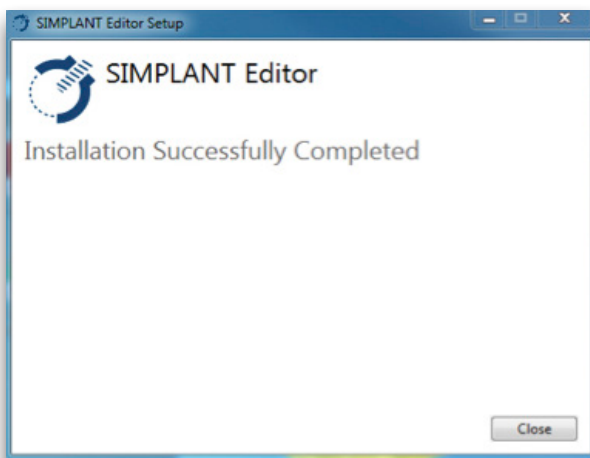 SIMPLANT Editor Setup
SIMPLANT Editor
Installation Successfully Completed
Close